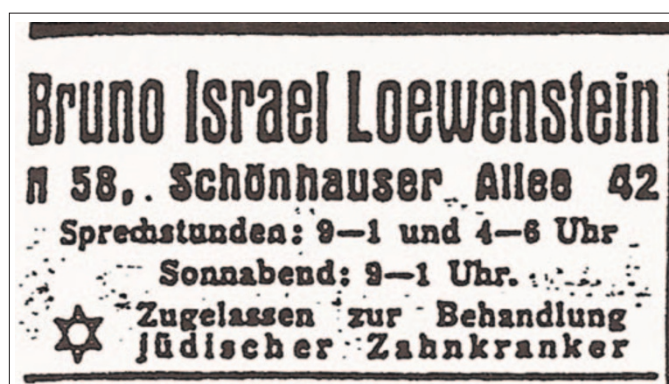 Bruno Israel Loewenstein
N 58, Schönhauser Allee 42
Sprechstunden: 9—1 und 4—6 Uhr
Sonnabend: 9—1 Uhr.
Zugelassen zur Behandlung
jüdischer Zahnkranker